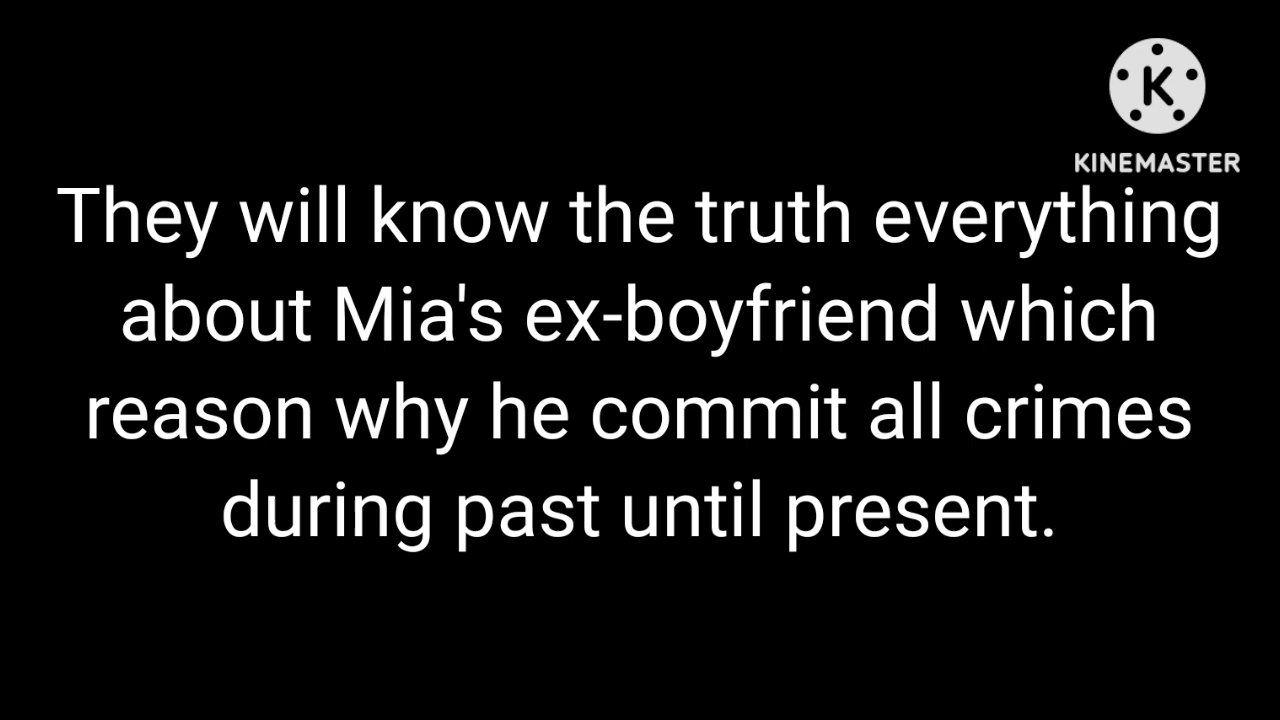 K
KINEMASTER
They will know the truth everything
about Mia's ex-boyfriend which
reason why he commit all crimes
during past until present.